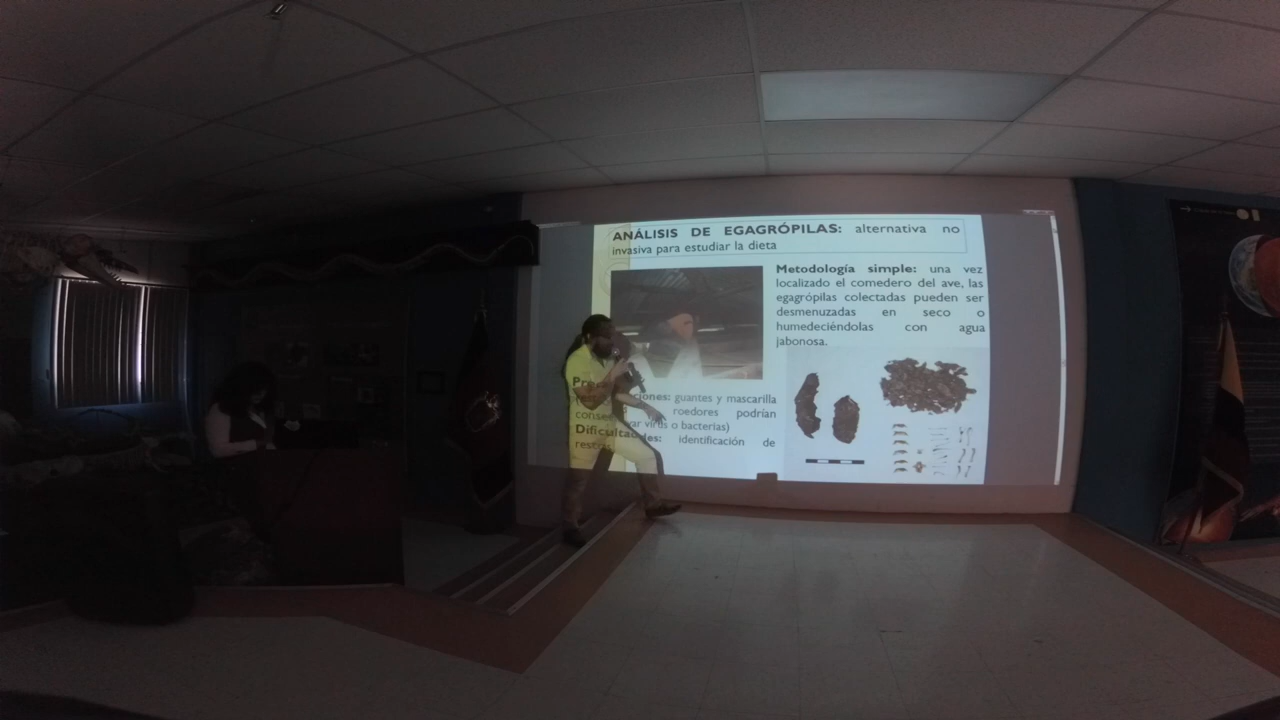 ANÁLISIS DE EGAGRÓPILAS: alternativa no
invasiva para estudiar la dieta
Metodología simple: una vez
localizado el comedero del ave, las
egagrópilas colectadas pueden ser
desmenuzadas en seco o
humedeciéndolas con agua
jabonosa.
guantes y mascarilla
roedores podrían
virus o bacterias)
identificación de